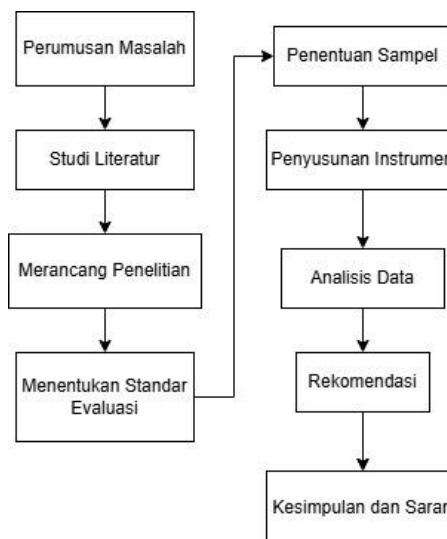 Perumusan Masalah
Studi Literatur
Merancang Penelitian
Menentukan Standar
Evaluasi
Penentuan Sampel
Penyusunan Instrumen
Analisis Data
Rekomendasi
Kesimpulan dan Saran